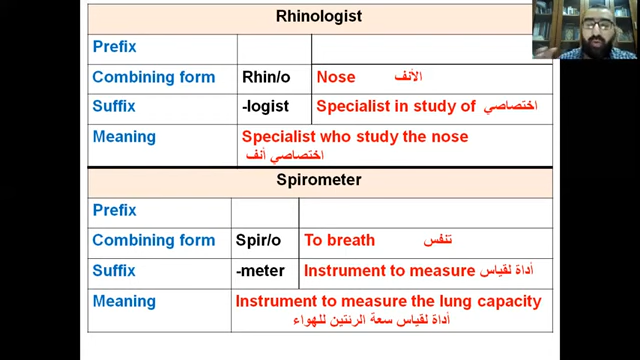 Rhinologist
Prefix
Combining form Rhin/o Nose الأنف
Suffix -logist Specialist in study of اختصاصي
Meaning Specialist who study the nose
اختصاصي أنف
Spirometer
Prefix
Combining form Spir/o To breath تنفس
Suffix -meter Instrument to measure أداة لقياس
Meaning Instrument to measure the lung capacity
أداة لقياس سعة الرئتين للهواء